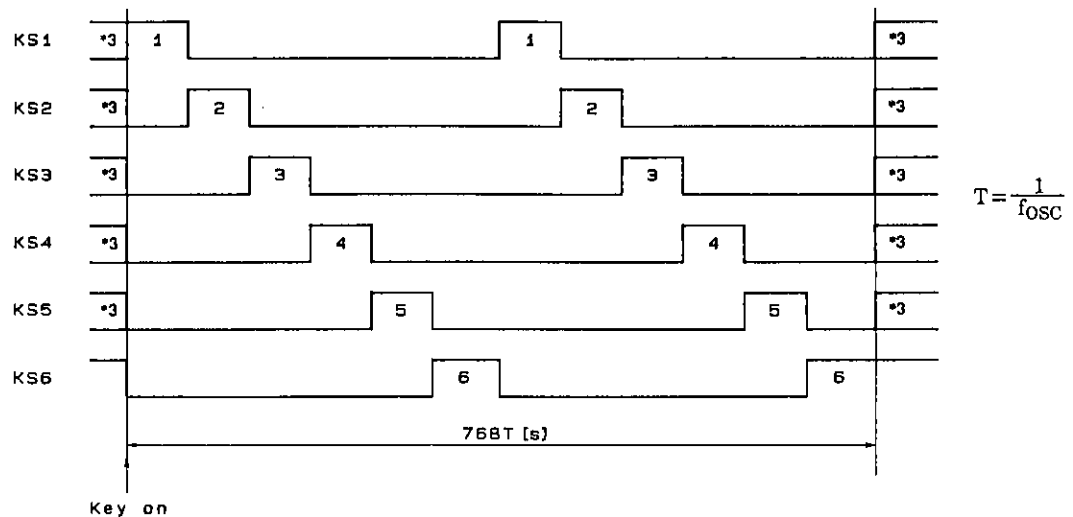 KS1 *3 1 1 *3
KS2 *3 2 2 *3
KS3 *3 3 3 *3
T=1/fOSC
KS4 *3 4 4 *3
KS5 *3 5 5 *3
KS6 6 6
768T [s]
Key on